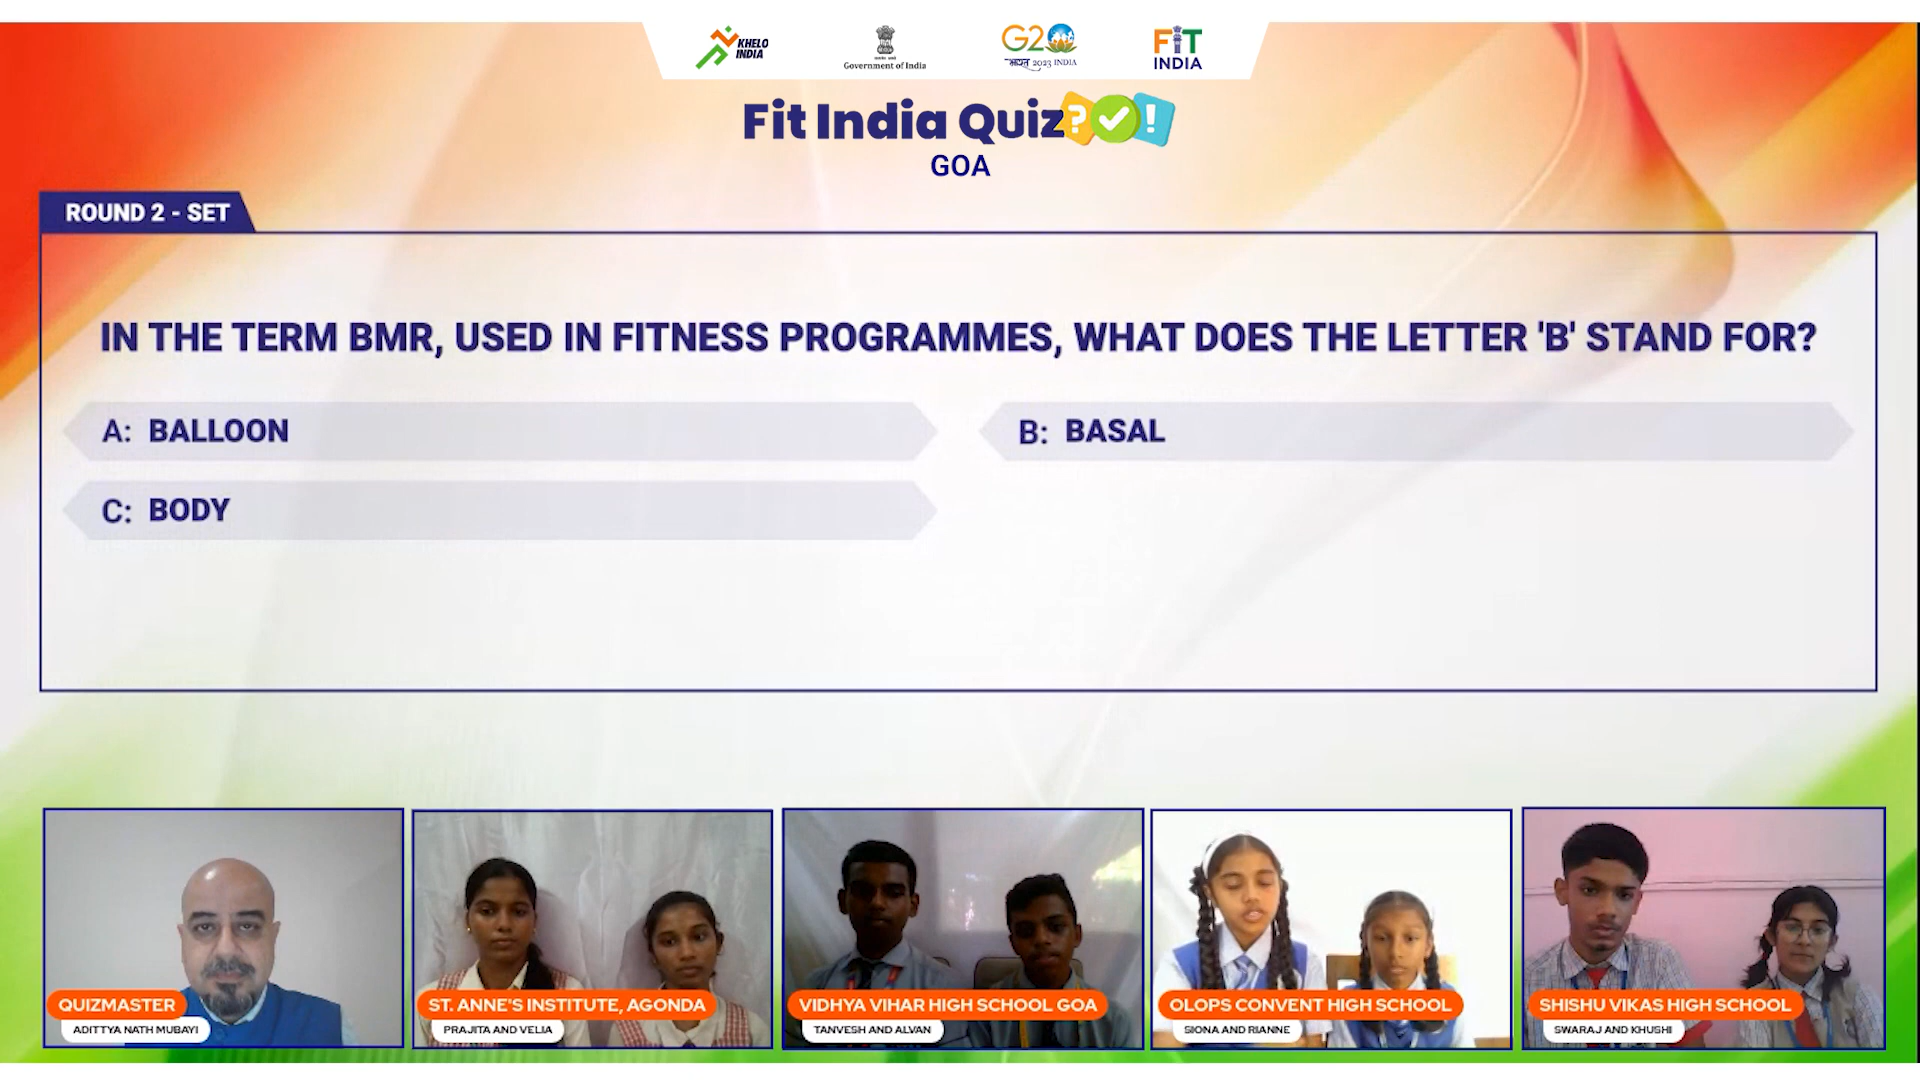 KHELO
INDIA
Government of India
G20
भारत 2023 INDIA
FIT
INDIA
Fit India Quiz?!
GOA
ROUND 2 - SET
IN THE TERM BMR, USED IN FITNESS PROGRAMMES, WHAT DOES THE LETTER 'B' STAND FOR?
A: BALLOON
B: BASAL
C: BODY
QUIZMASTER
ADITTYA NATH MUBAYI
ST. ANNE'S INSTITUTE, AGONDA
PRAJITA AND VELIA
VIDHYA VIHAR HIGH SCHOOL GOA
TANVESH AND ALVAN
OLOPS CONVENT HIGH SCHOOL
SIONA AND RIANNE
SHISHU VIKAS HIGH SCHOOL
SWARAJ AND KHUSHI